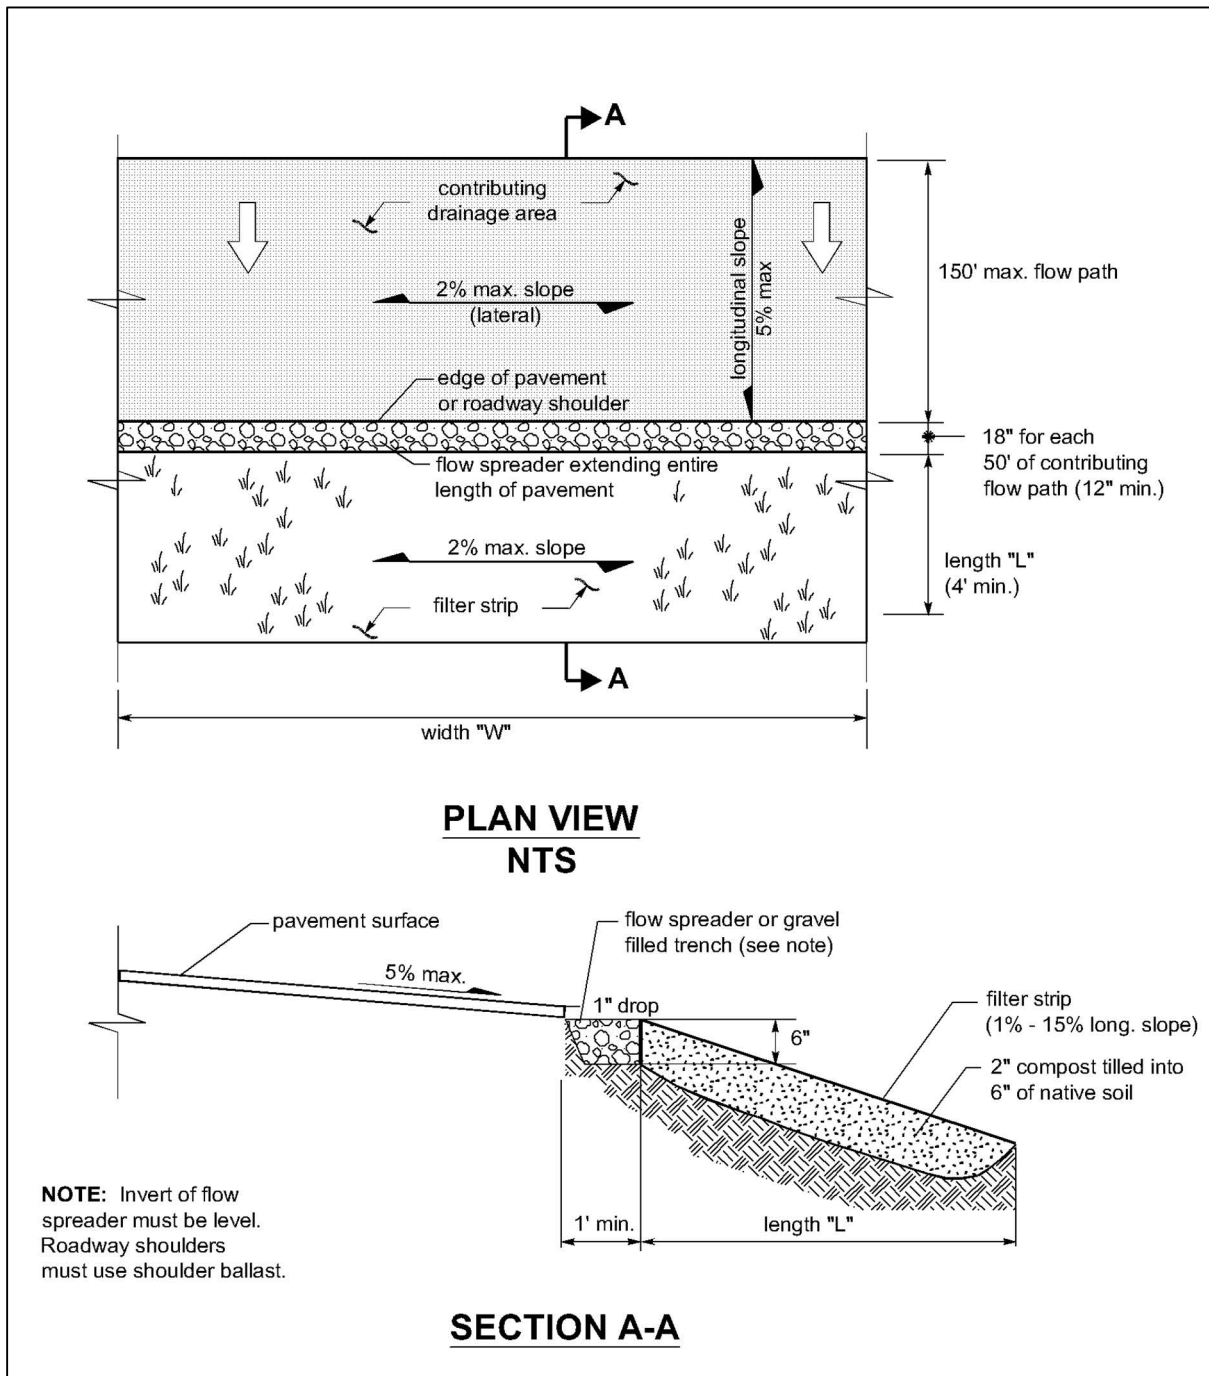 A
contributing
drainage area
longitudinal slope
5% max
150' max. flow path
2% max. slope
(lateral)
edge of pavement
or roadway shoulder
18" for each
50' of contributing
flow path (12" min.)
flow spreader extending entire
length of pavement
2% max. slope
length "L"
(4' min.)
filter strip
A
width "W"
PLAN VIEW
NTS
pavement surface
flow spreader or gravel
filled trench (see note)
5% max.
1" drop
6"
filter strip
(1% - 15% long. slope)
2" compost tilled into
6" of native soil
NOTE: Invert of flow
spreader must be level.
Roadway shoulders
must use shoulder ballast.
1' min.
length "L"
SECTION A-A